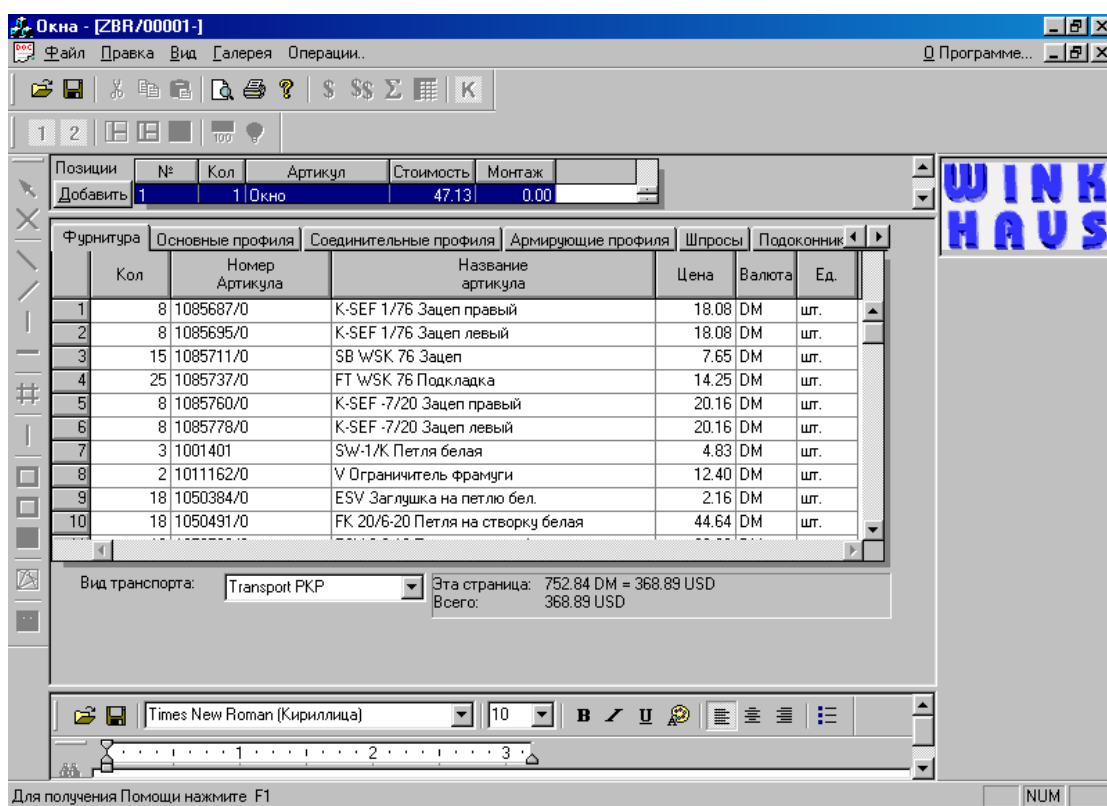 Окна - [ZBR/00001-]
Файл Правка Вид Галерея Операции.. О Программе...
$ $$ Σ K
1 2 100
Позиции № Кол Артикул Стоимость Монтаж
Добавить 1 1 Окно 47.13 0.00
WINK
HAUS
Фурнитура Основные профиля Соединительные профиля Армирующие профиля Шпросы Подоконник
Кол Номер Артикула Название артикула Цена Валюта Ед.
1 8 1085687/0 K-SEF 1/76 Зацеп правый 18.08 DM шт.
2 8 1085695/0 K-SEF 1/76 Зацеп левый 18.08 DM шт.
3 15 1085711/0 SB WSK 76 Зацеп 7.65 DM шт.
4 25 1085737/0 FT WSK 76 Подкладка 14.25 DM шт.
5 8 1085760/0 K-SEF -7/20 Зацеп правый 20.16 DM шт.
6 8 1085778/0 K-SEF -7/20 Зацеп левый 20.16 DM шт.
7 3 1001401 SW-1/K Петля белая 4.83 DM шт.
8 2 1011162/0 V Ограничитель фрамуги 12.40 DM шт.
9 18 1050384/0 ESV Заглушка на петлю бел. 2.16 DM шт.
10 18 1050491/0 FK 20/6-20 Петля на створку белая 44.64 DM шт.
Вид транспорта: Transport PKP Эта страница: 752.84 DM = 368.89 USD
Всего: 368.89 USD
Times New Roman (Кириллица) 10 B I U
1 2 3
Для получения Помощи нажмите F1 NUM